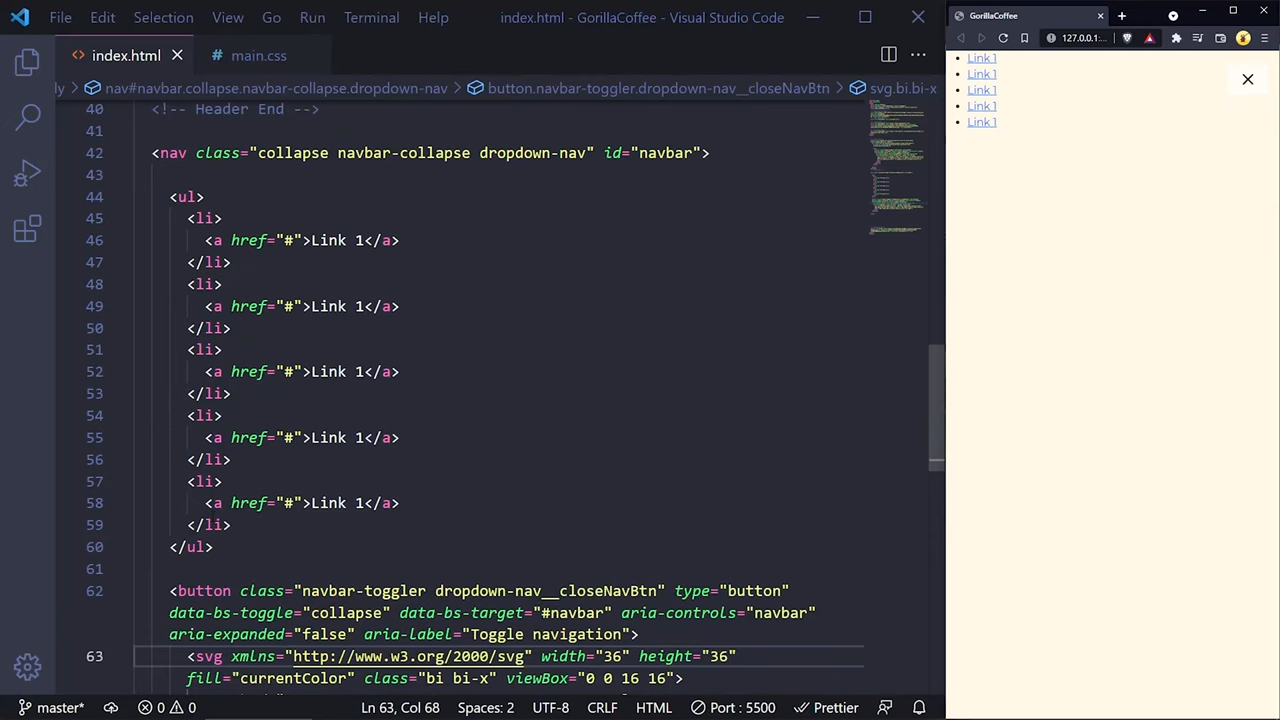 File Edit Selection View Go Run Terminal Help index.html - GorillaCoffee - Visual Studio Code
index.html main.css
ly nav#navbar.collapse.navbar-collapse.dropdown-nav button.navbar-toggler.dropdown-nav__closeNavBtn svg.bi.bi-x
40 <!-- Header End -->
41
42 <nav class="collapse navbar-collapse dropdown-nav" id="navbar">
43
44 <ul>
45 <li>
46 href="#">Link 1</a>
47 </li>
48 <li>
49 <a href="#">Link 1</a>
50 </li>
51 <li>
52 <a href="#">Link 1</a>
53 </li>
54 <li>
55 <a href="#">Link 1</a>
56 </li>
57 <li>
58 <a href="#">Link 1</a>
59 </li>
60 </ul>
61
62 <button class="navbar-toggler dropdown-nav__closeNavBtn" type="button"
data-bs-toggle="collapse" data-bs-target="#navbar" aria-controls="navbar"
aria-expanded="false" aria-label="Toggle navigation">
63 <svg xmlns="http://www.w3.org/2000/svg" width="36" height="36"
fill="currentColor" class="bi bi-x" viewBox="0 0 16 16">
master* 0 0 Ln 63, Col 68 Spaces: 2 UTF-8 CRLF HTML Port : 5500 Prettier
GorillaCoffee
127.0.0.1:...
Link 1
Link 1
Link 1
Link 1
Link 1